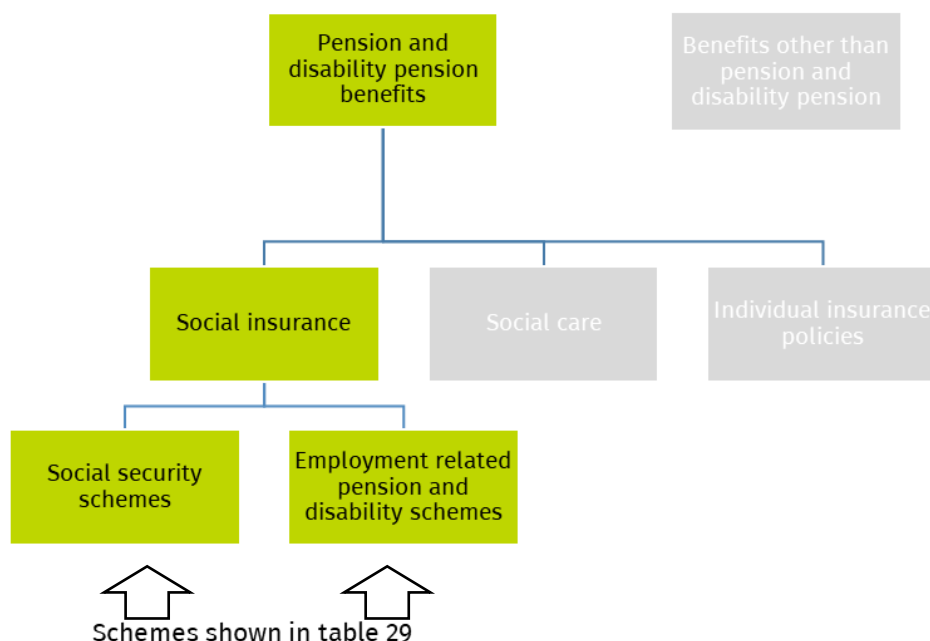 Pension and
disability pension
benefits
Benefits other than
pension and
disability pension
Social insurance
Social care
Individual insurance
policies
Social security
schemes
Employment related
pension and
disability schemes
Schemes shown in table 29